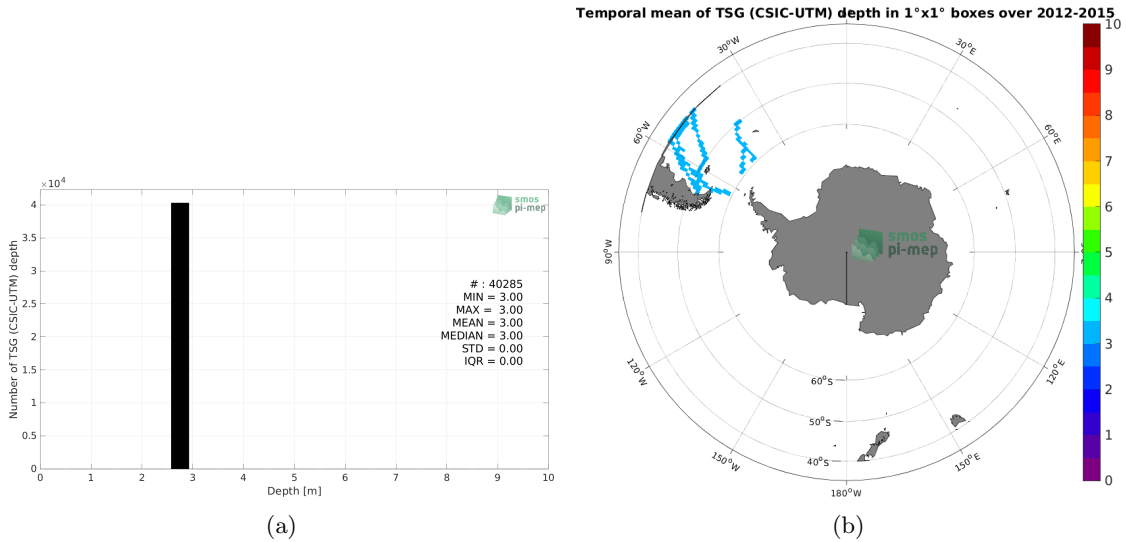 Temporal mean of TSG (CSIC-UTM) depth in 1°x1° boxes over 2012-2015
×10⁴
4
3.5
3
2.5
2
1.5
1
0.5
0
Number of TSG (CSIC-UTM) depth
smos
pi-mep
# : 40285
MIN = 3.00
MAX = 3.00
MEAN = 3.00
MEDIAN = 3.00
STD = 0.00
IQR = 0.00
0 1 2 3 4 5 6 7 8 9 10
Depth [m]
(a)
30°W
30°E
60°W
60°E
90°W
smos
pi-mep
120°W
120°E
60°S
50°S
40°S
150°W
150°E
180°W
10
9
8
7
6
5
4
3
2
1
0
(b)